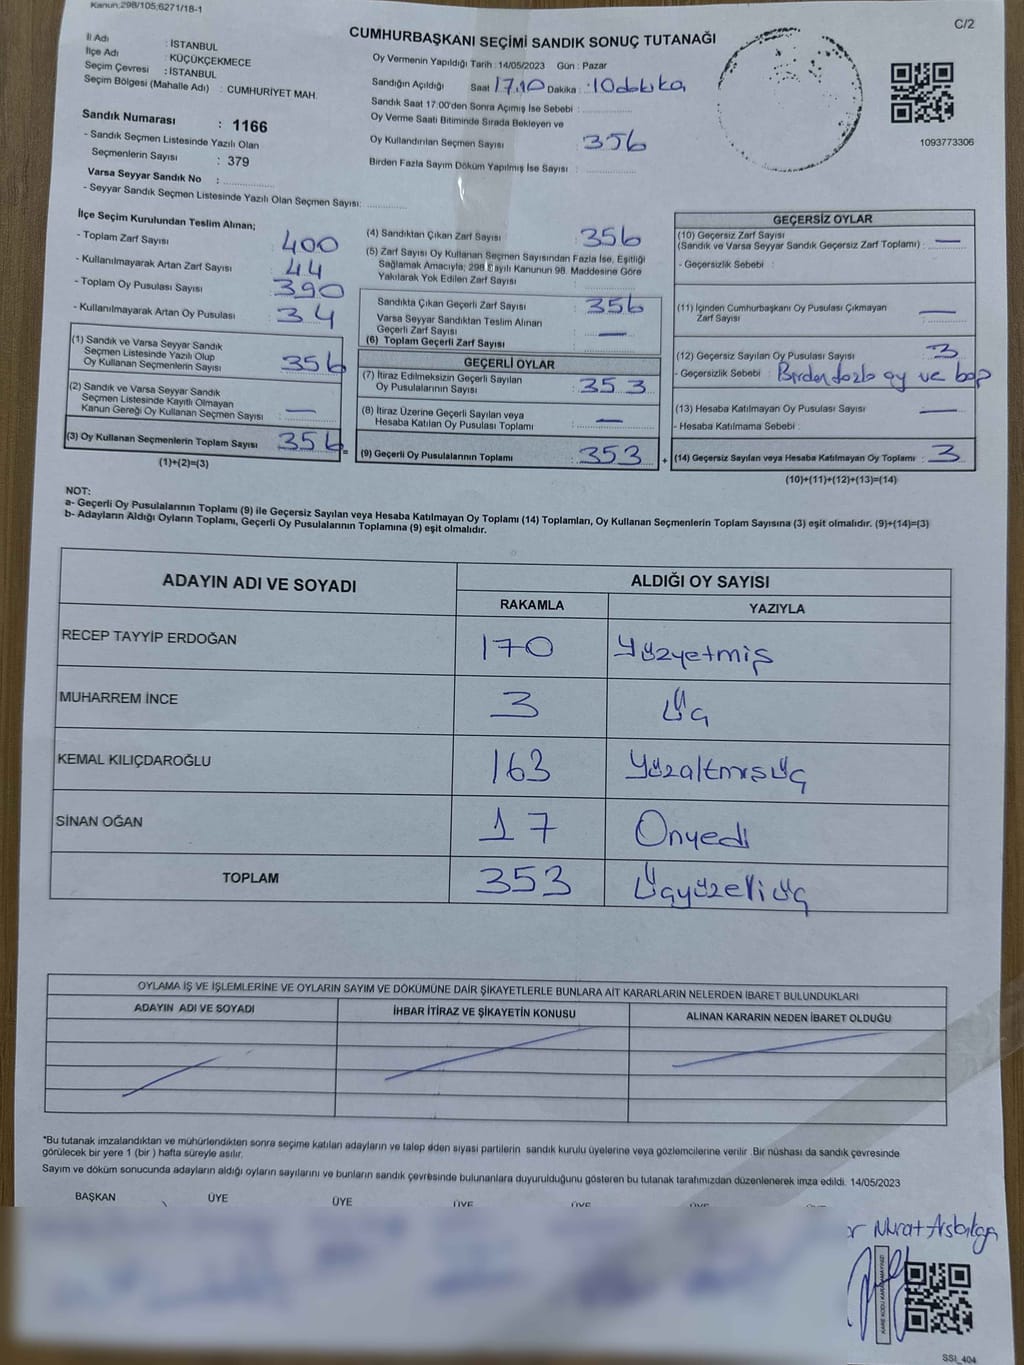 Kanun;298/105;6271/18-1
C/2
CUMHURBAŞKANI SEÇİMİ SANDIK SONUÇ TUTANAĞI
İl Adı : İSTANBUL
İlçe Adı : KÜÇÜKÇEKMECE
Seçim Çevresi : İSTANBUL
Seçim Bölgesi (Mahalle Adı) : CUMHURİYET MAH.
Sandık Numarası : 1166
- Sandık Seçmen Listesinde Yazılı Olan
Seçmenlerin Sayısı : 379
Varsa Seyyar Sandık No :
- Seyyar Sandık Seçmen Listesinde Yazılı Olan Seçmen Sayısı:
Oy Vermenin Yapıldığı Tarih :14/05/2023 Gün : Pazar
Sandığın Açıldığı Saat 17.10 Dakika : 10 dakika
Sandık Saat 17:00'den Sonra Açımış İse Sebebi :
Oy Verme Saati Bitiminde Sırada Bekleyen ve
Oy Kullandırılan Seçmen Sayısı : 356
Birden Fazla Sayım Döküm Yapılmış İse Sayısı :
1093773306
İlçe Seçim Kurulundan Teslim Alınan;
- Toplam Zarf Sayısı : 400
- Kullanılmayarak Artan Zarf Sayısı : 44
- Toplam Oy Pusulası Sayısı : 390
- Kullanılmayarak Artan Oy Pusulası : 34
(1) Sandık ve Varsa Seyyar Sandık
Seçmen Listesinde Yazılı Olup
Oy Kullanan Seçmenlerin Sayısı : 356
(2) Sandık ve Varsa Seyyar Sandık
Seçmen Listesinde Kayıtlı Olmayan
Kanun Gereği Oy Kullanan Seçmen Sayısı : —
(3) Oy Kullanan Seçmenlerin Toplam Sayısı : 356
(1)+(2)=(3)
=
(4) Sandıktan Çıkan Zarf Sayısı : 356
(5) Zarf Sayısı Oy Kullanan Seçmen Sayısından Fazla İse, Eşitliği
Sağlamak Amacıyla; 298 Sayılı Kanunun 98. Maddesine Göre
Yakılarak Yok Edilen Zarf Sayısı :
Sandıkta Çıkan Geçerli Zarf Sayısı : 356
Varsa Seyyar Sandıktan Teslim Alınan
Geçerli Zarf Sayısı : —
(6) Toplam Geçerli Zarf Sayısı :
GEÇERLİ OYLAR
(7) İtiraz Edilmeksizin Geçerli Sayılan
Oy Pusulalarının Sayısı : 353
(8) İtiraz Üzerine Geçerli Sayılan veya
Hesaba Katılan Oy Pusulası Toplamı : —
(9) Geçerli Oy Pusulalarının Toplamı : 353
+
GEÇERSİZ OYLAR
(10) Geçersiz Zarf Sayısı
(Sandık ve Varsa Seyyar Sandık Geçersiz Zarf Toplamı) : —
- Geçersizlik Sebebi :
(11) İçinden Cumhurbaşkanı Oy Pusulası Çıkmayan
Zarf Sayısı : —
(12) Geçersiz Sayılan Oy Pusulası Sayısı : 3
- Geçersizlik Sebebi : Birden fazla oy ve boş
(13) Hesaba Katılmayan Oy Pusulası Sayısı : —
- Hesaba Katılmama Sebebi :
(14) Geçersiz Sayılan veya Hesaba Katılmayan Oy Toplamı : 3
(10)+(11)+(12)+(13)=(14)
NOT:
a- Geçerli Oy Pusulalarının Toplamı (9) ile Geçersiz Sayılan veya Hesaba Katılmayan Oy Toplamı (14) Toplamları, Oy Kullanan Seçmenlerin Toplam Sayısına (3) eşit olmalıdır. (9)+(14)=(3)
b- Adayların Aldığı Oyların Toplamı, Geçerli Oy Pusulalarının Toplamına (9) eşit olmalıdır.
ADAYIN ADI VE SOYADI
ALDIĞI OY SAYISI
RAKAMLA YAZIYLA
RECEP TAYYİP ERDOĞAN 170 Yüzyetmiş
MUHARREM İNCE 3 Üç
KEMAL KILIÇDAROĞLU 163 Yüzaltmışüç
SİNAN OĞAN 17 Onyedi
TOPLAM 353 Üçyüzelliüç
OYLAMA İŞ VE İŞLEMLERİNE VE OYLARIN SAYIM VE DÖKÜMÜNE DAİR ŞİKAYETLERLE BUNLARA AİT KARARLARIN NELERDEN İBARET BULUNDUKLARI
ADAYIN ADI VE SOYADI İHBAR İTİRAZ VE ŞİKAYETİN KONUSU ALINAN KARARIN NEDEN İBARET OLDUĞU
*Bu tutanak imzalandıktan ve mühürlendikten sonra seçime katılan adayların ve talep eden siyasi partilerin sandık kurulu üyelerine veya gözlemcilerine verilir .Bir nüshası da sandık çevresinde
görülecek bir yere 1 (bir ) hafta süreyle asılır.
Sayım ve döküm sonucunda adayların aldığı oyların sayılarını ve bunların sandık çevresinde bulunanlara duyurulduğunu gösteren bu tutanak tarafımızdan düzenlenerek imza edildi. 14/05/2023
BAŞKAN ÜYE ÜYE ÜYE ÜYE ÜYE
Murat
KARE KODU KARALAMAYINIZ!
SSI_404